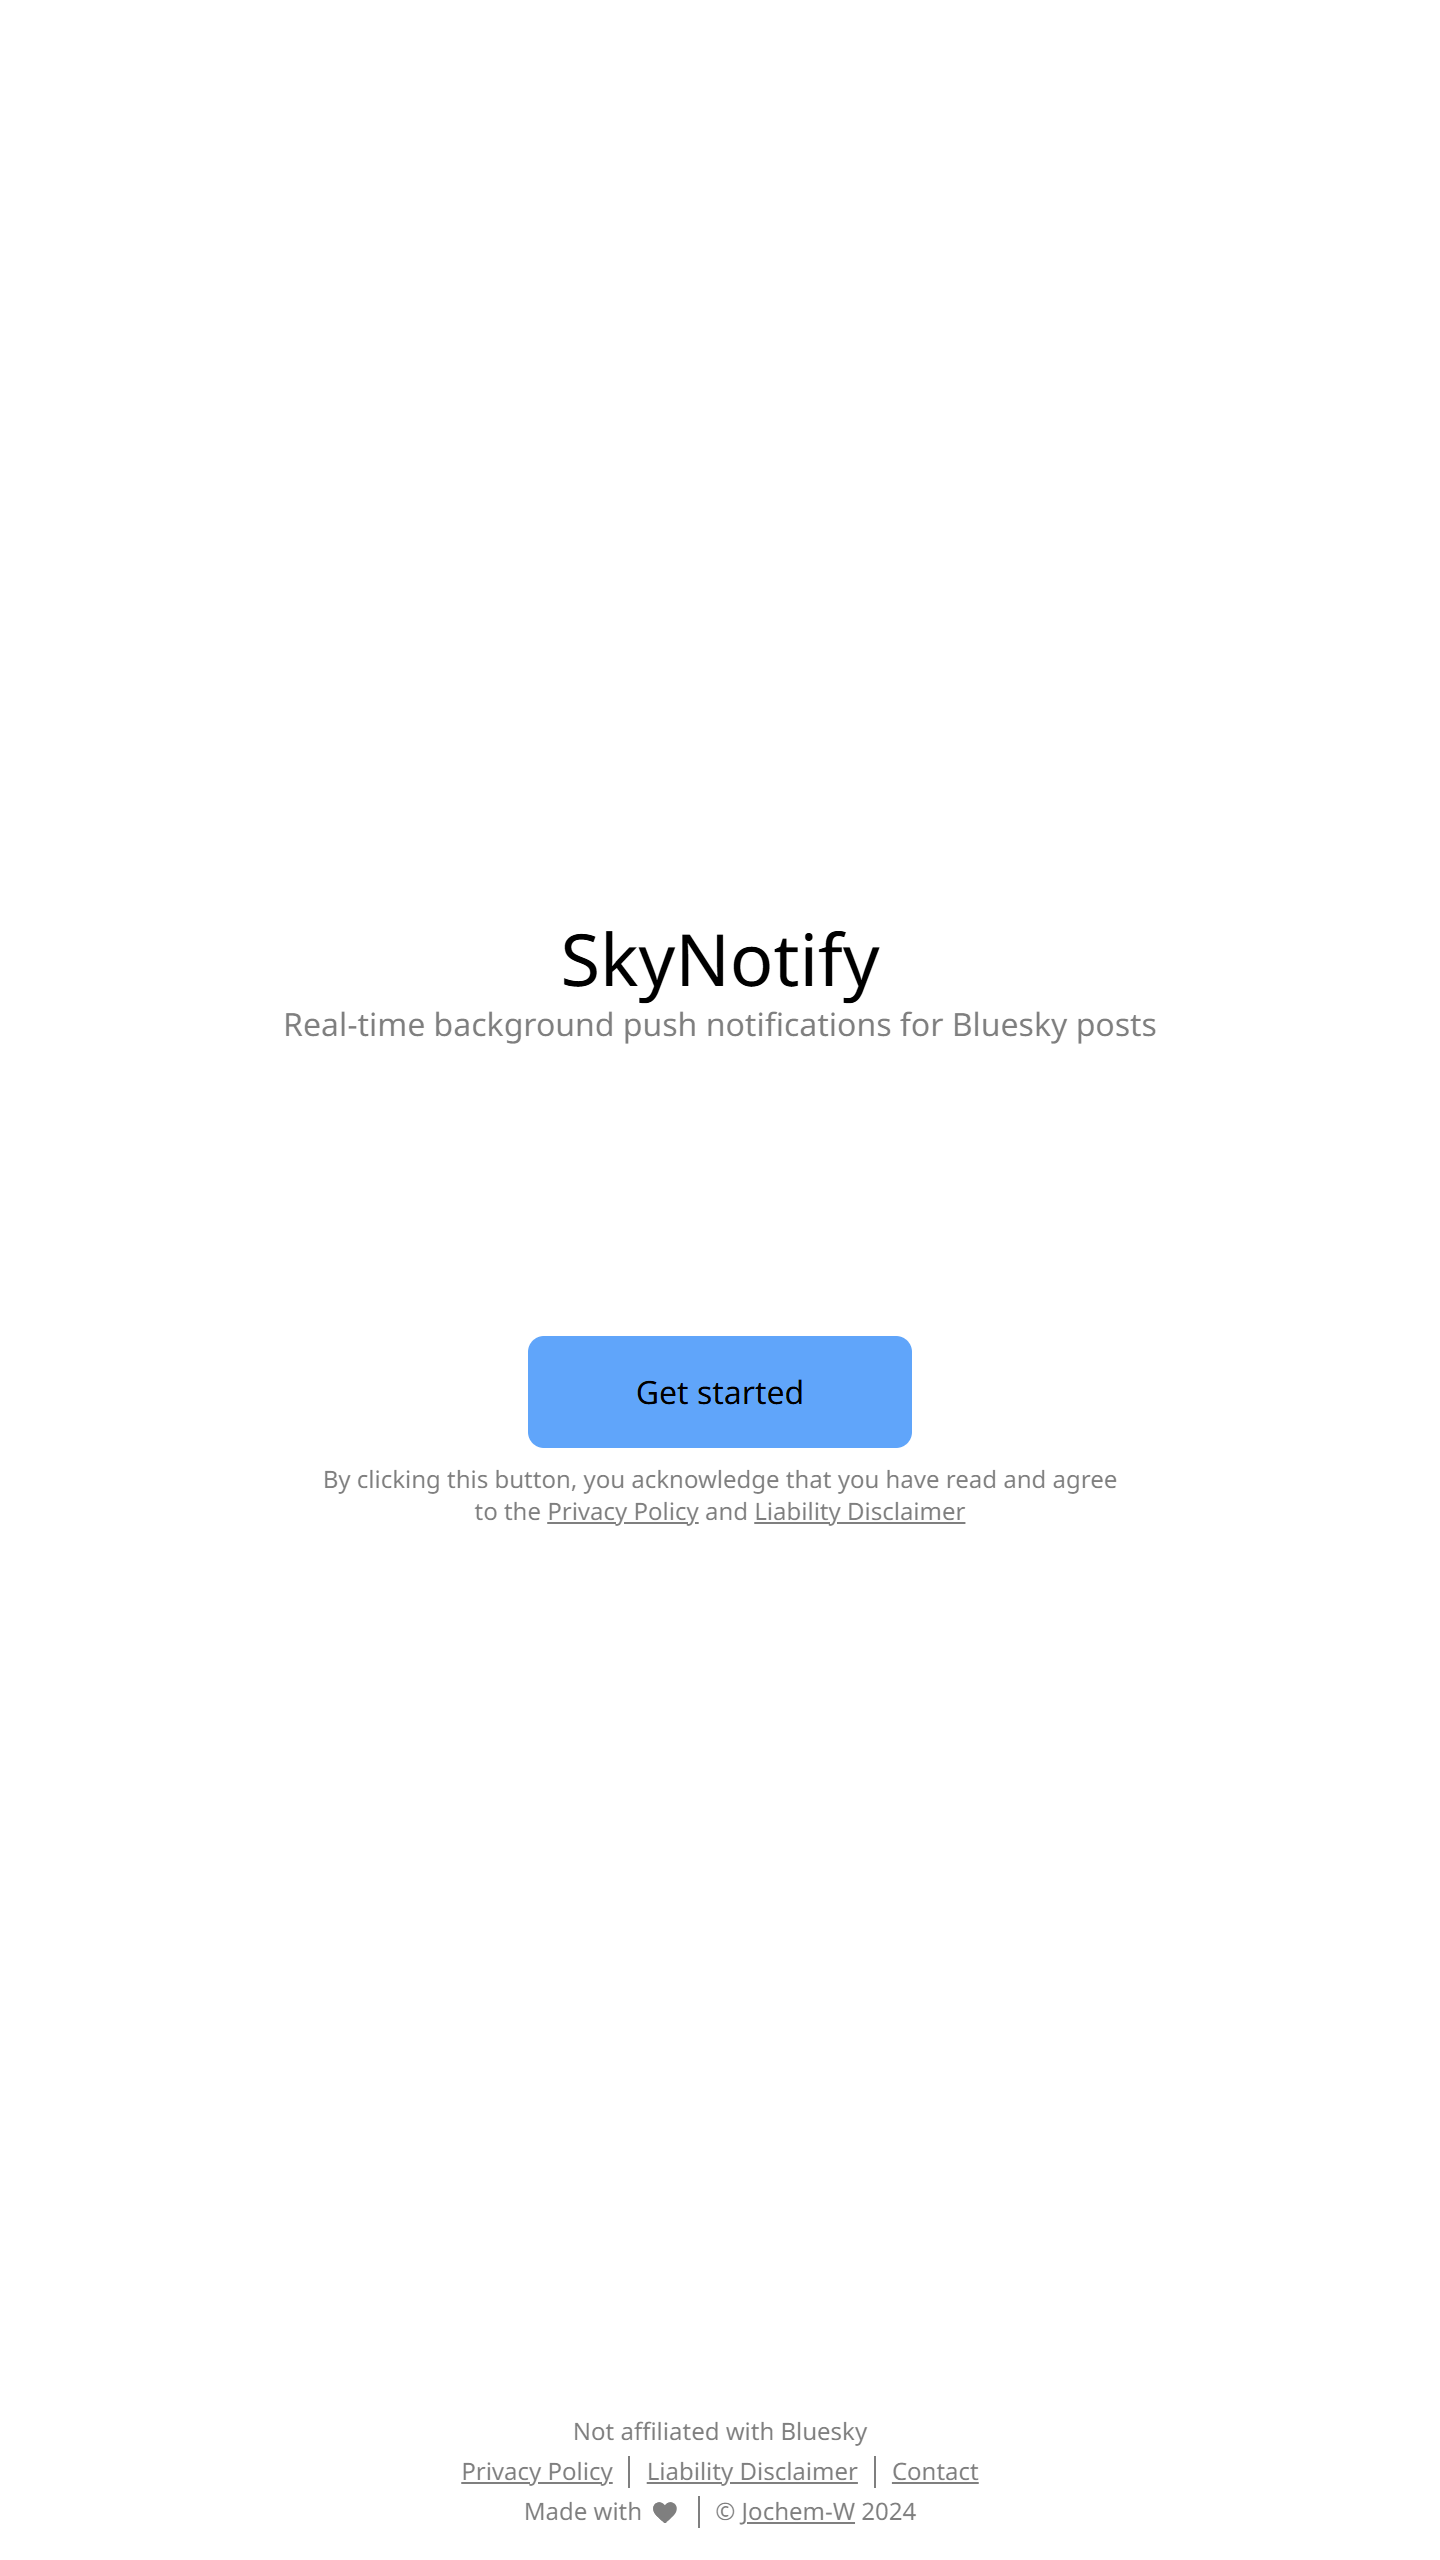 SkyNotify
Real-time background push notifications for Bluesky posts
Get started
By clicking this button, you acknowledge that you have read and agree
to the Privacy Policy and Liability Disclaimer
Not affiliated with Bluesky
Privacy Policy | Liability Disclaimer | Contact
Made with ♥ | © Jochem-W 2024